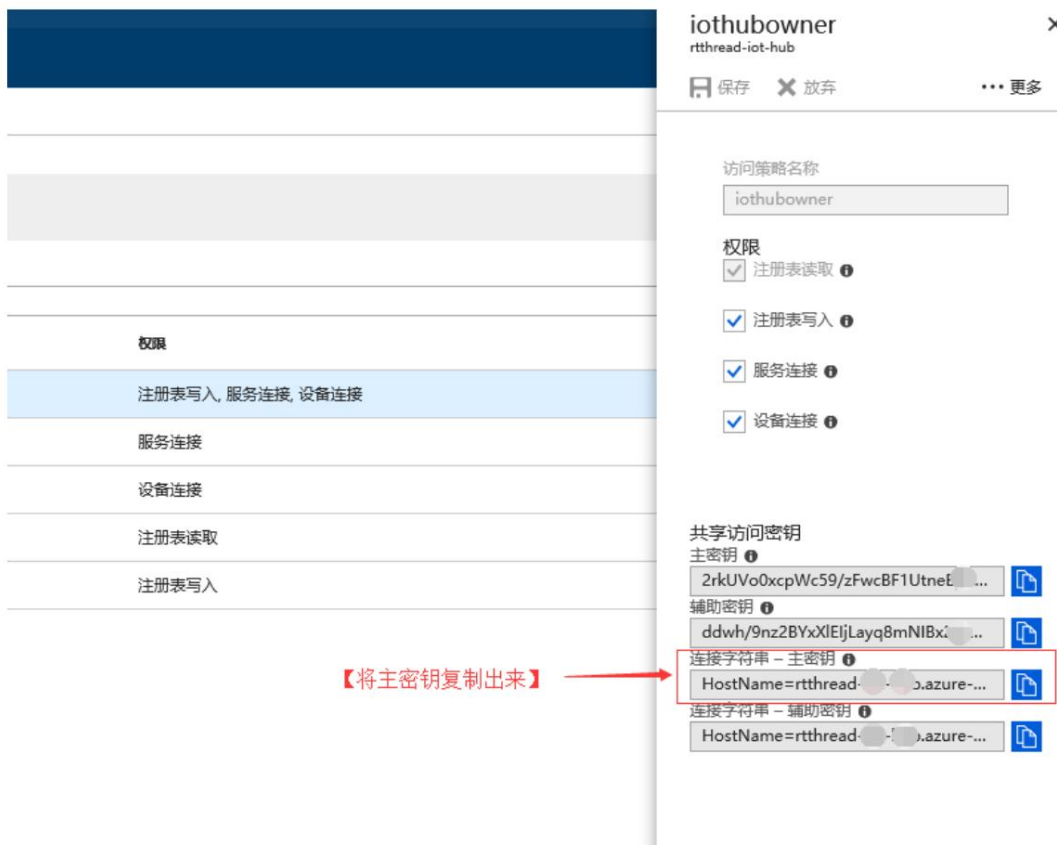 iothubowner
rtthread-iot-hub
保存 放弃 ••• 更多
访问策略名称
iothubowner
权限
注册表读取
注册表写入
服务连接
设备连接
权限
注册表写入, 服务连接, 设备连接
服务连接
设备连接
注册表读取
注册表写入
共享访问密钥
主密钥
2rkUVo0xcpWc59/zFwcBF1Utne...
辅助密钥
ddwh/9nz2BYxXlEIjLayq8mNIBx...
连接字符串 – 主密钥
【将主密钥复制出来】
HostName=rtthread-...azure-...
连接字符串 – 辅助密钥
HostName=rtthread-...azure-...